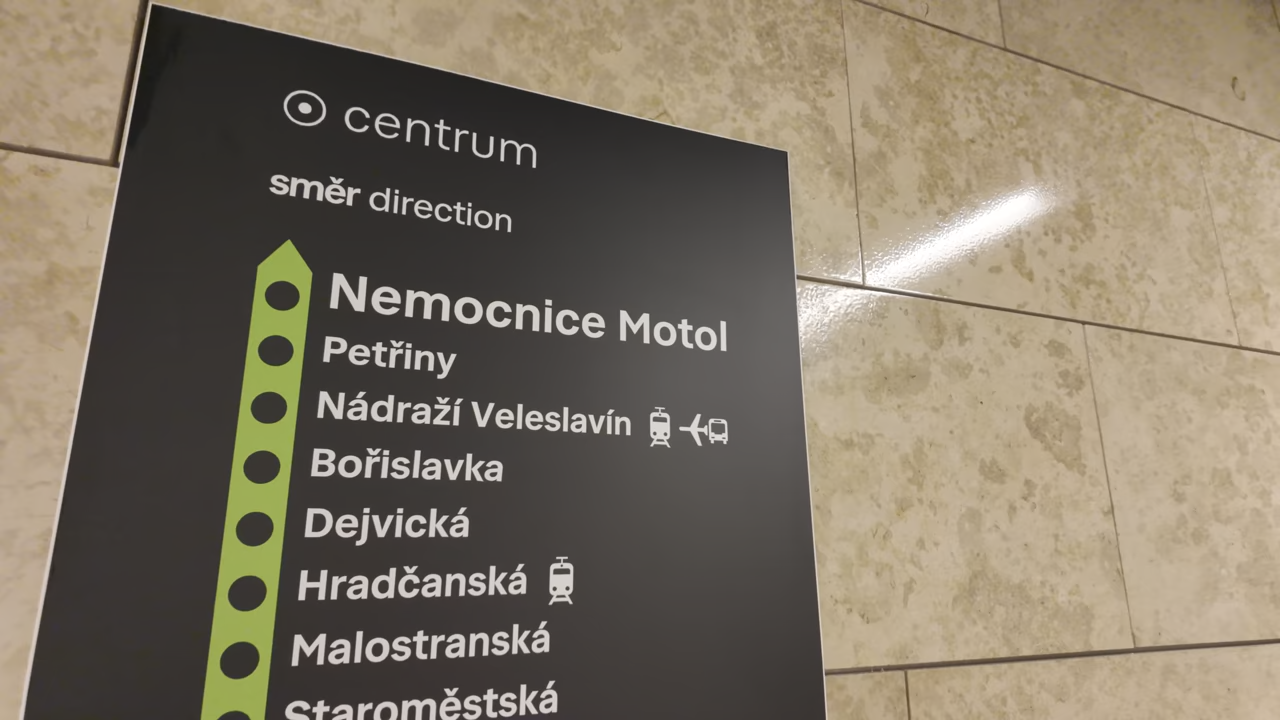 centrum
směr direction
Nemocnice Motol
Petřiny
Nádraží Veleslavín
Bořislavka
Dejvická
Hradčanská
Malostranská
Staroměstská